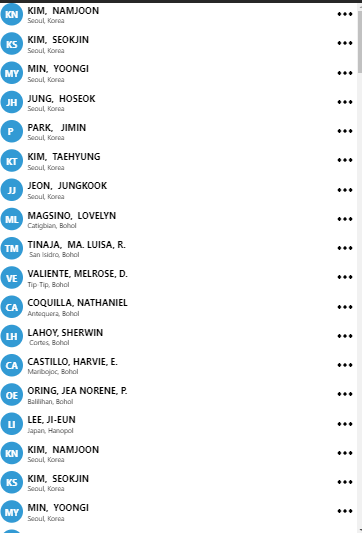 KN
KIM, NAMJOON
Seoul, Korea
KS
KIM, SEOKJIN
Seoul, Korea
MY
MIN, YOONGI
Seoul, Korea
JH
JUNG, HOSEOK
Seoul, Korea
P
PARK, JIMIN
Seoul, Korea
KT
KIM, TAEHYUNG
Seoul, Korea
JJ
JEON, JUNGKOOK
Seoul, Korea
ML
MAGSINO, LOVELYN
Catigbian, Bohol
TM
TINAJA, MA. LUISA, R.
San Isidro, Bohol
VE
VALIENTE, MELROSE, D.
Tip Tip, Bohol
CA
COQUILLA, NATHANIEL
Antequera, Bohol
LH
LAHOY, SHERWIN
Cortes, Bohol
CA
CASTILLO, HARVIE, E.
Maribojoc, Bohol
OE
ORING, JEA NORENE, P.
Balilihan, Bohol
LI
LEE, JI-EUN
Japan, Hanopol
KN
KIM, NAMJOON
Seoul, Korea
KS
KIM, SEOKJIN
Seoul, Korea
MY
MIN, YOONGI
Seoul, Korea